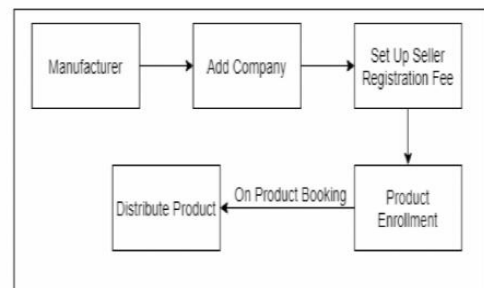 Manufacturer
Add Company
Set Up Seller
Registration Fee
Product
Enrollment
On Product Booking
Distribute Product